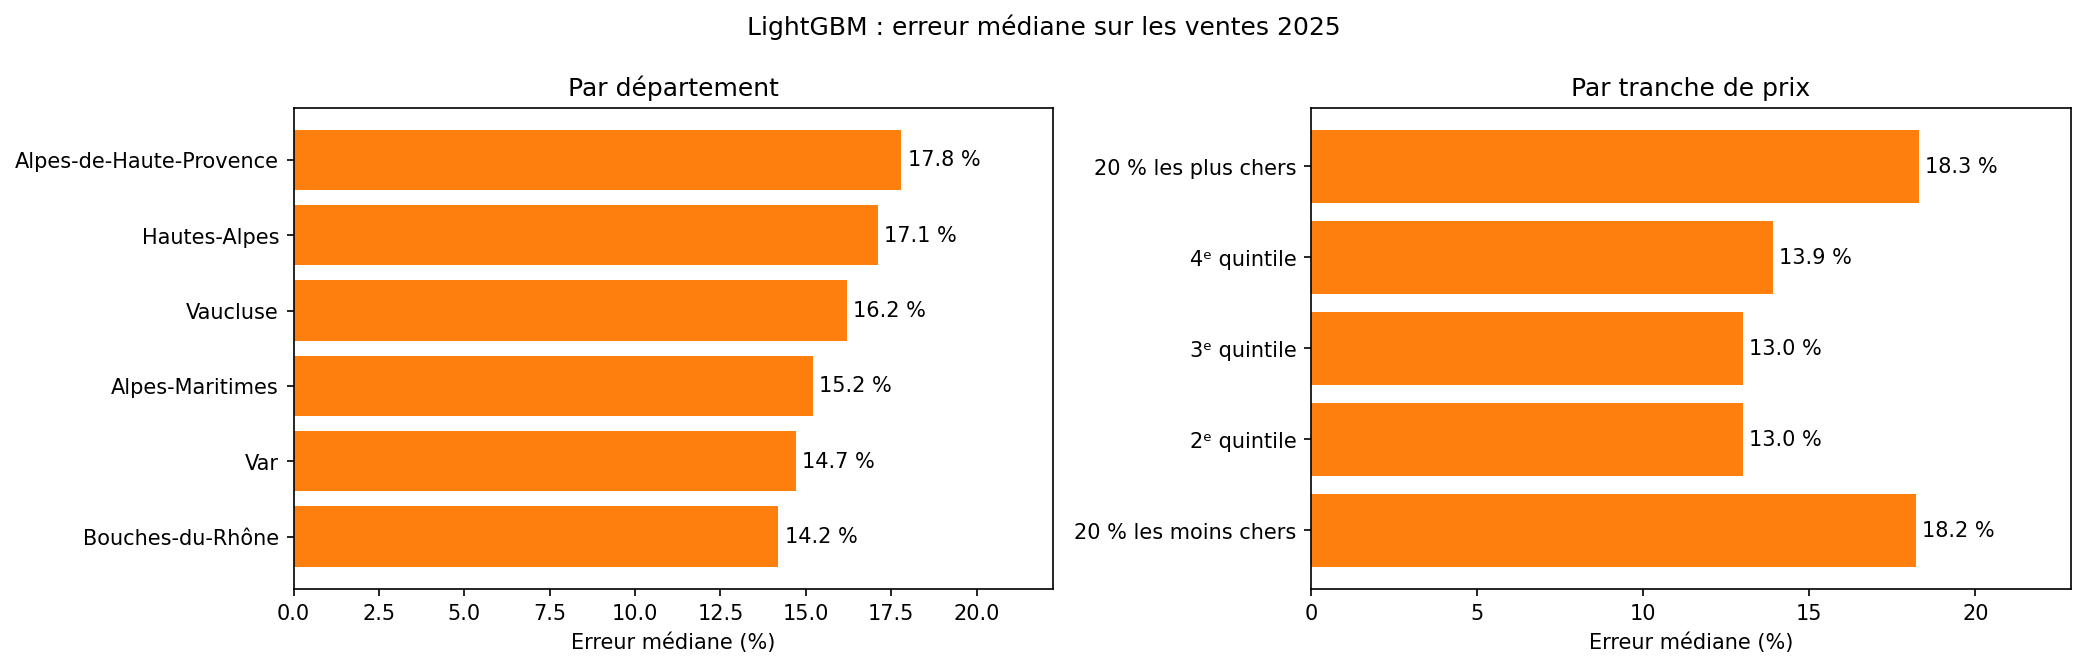 LightGBM : erreur médiane sur les ventes 2025
Par département
Alpes-de-Haute-Provence
17.8 %
Hautes-Alpes
17.1 %
Vaucluse
16.2 %
Alpes-Maritimes
15.2 %
Var
14.7 %
Bouches-du-Rhône
14.2 %
0.0 2.5 5.0 7.5 10.0 12.5 15.0 17.5 20.0
Erreur médiane (%)
Par tranche de prix
20 % les plus chers
18.3 %
4ᵉ quintile
13.9 %
3ᵉ quintile
13.0 %
2ᵉ quintile
13.0 %
20 % les moins chers
18.2 %
0 5 10 15 20
Erreur médiane (%)